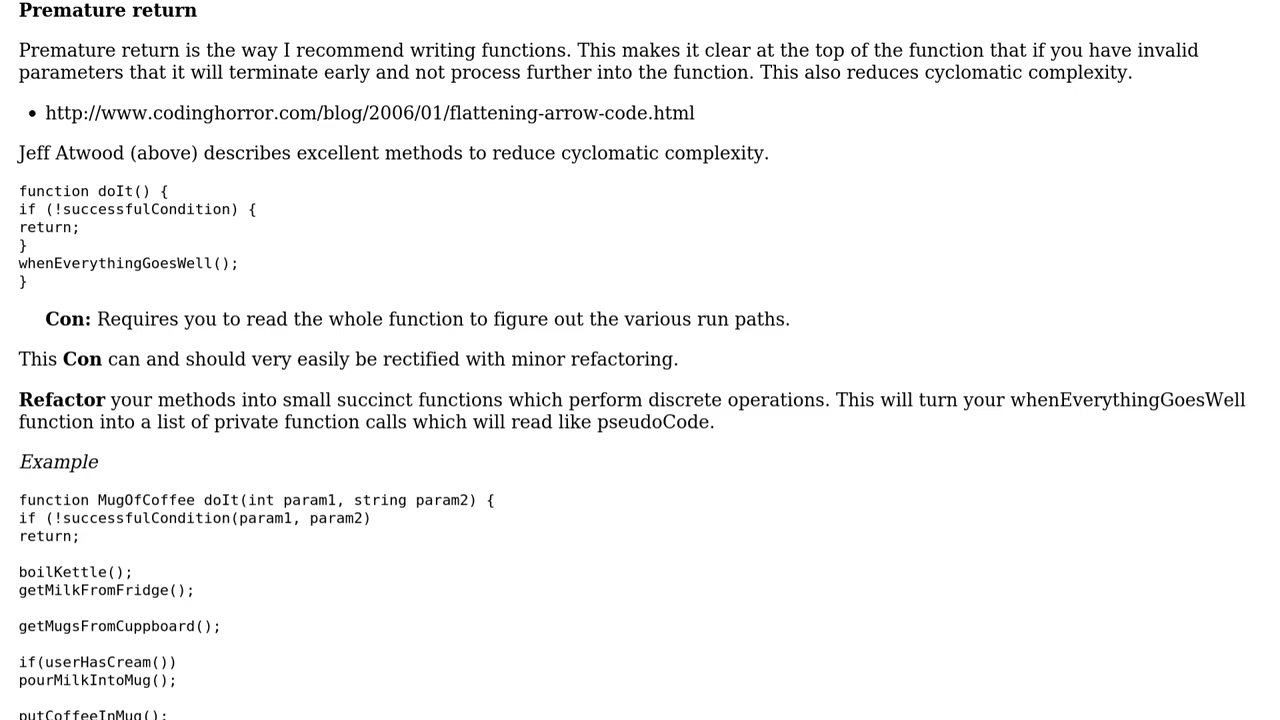 Premature return
Premature return is the way I recommend writing functions. This makes it clear at the top of the function that if you have invalid
parameters that it will terminate early and not process further into the function. This also reduces cyclomatic complexity.
• http://www.codinghorror.com/blog/2006/01/flattening-arrow-code.html
Jeff Atwood (above) describes excellent methods to reduce cyclomatic complexity.
function doIt() {
if (!successfulCondition) {
return;
}
whenEverythingGoesWell();
}
Con: Requires you to read the whole function to figure out the various run paths.
This Con can and should very easily be rectified with minor refactoring.
Refactor your methods into small succinct functions which perform discrete operations. This will turn your whenEverythingGoesWell
function into a list of private function calls which will read like pseudoCode.
Example
function MugOfCoffee doIt(int param1, string param2) {
if (!successfulCondition(param1, param2)
return;
boilKettle();
getMilkFromFridge();
getMugsFromCuppboard();
if(userHasCream())
pourMilkIntoMug();
putCoffeeInMug();